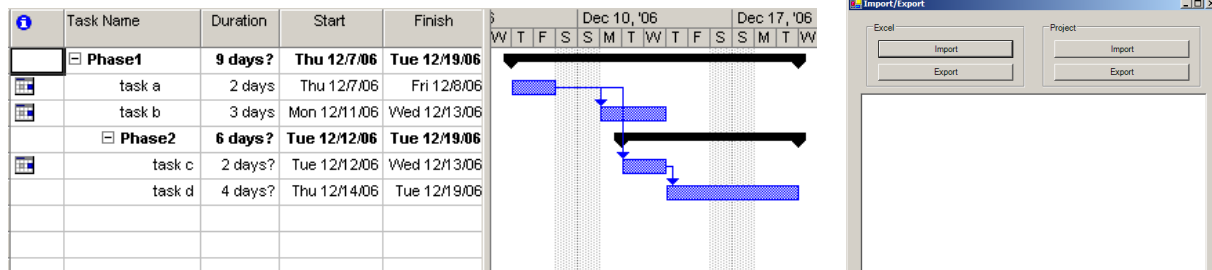 Task Name Duration Start Finish
Dec 10, '06 Dec 17, '06
W T F S S M T W T F S S M T W
Phase1 9 days? Thu 12/7/06 Tue 12/19/06
task a 2 days Thu 12/7/06 Fri 12/8/06
task b 3 days Mon 12/11/06 Wed 12/13/06
Phase2 6 days? Tue 12/12/06 Tue 12/19/06
task c 2 days? Tue 12/12/06 Wed 12/13/06
task d 4 days? Thu 12/14/06 Tue 12/19/06
Import/Export
Excel
Import
Export
Project
Import
Export